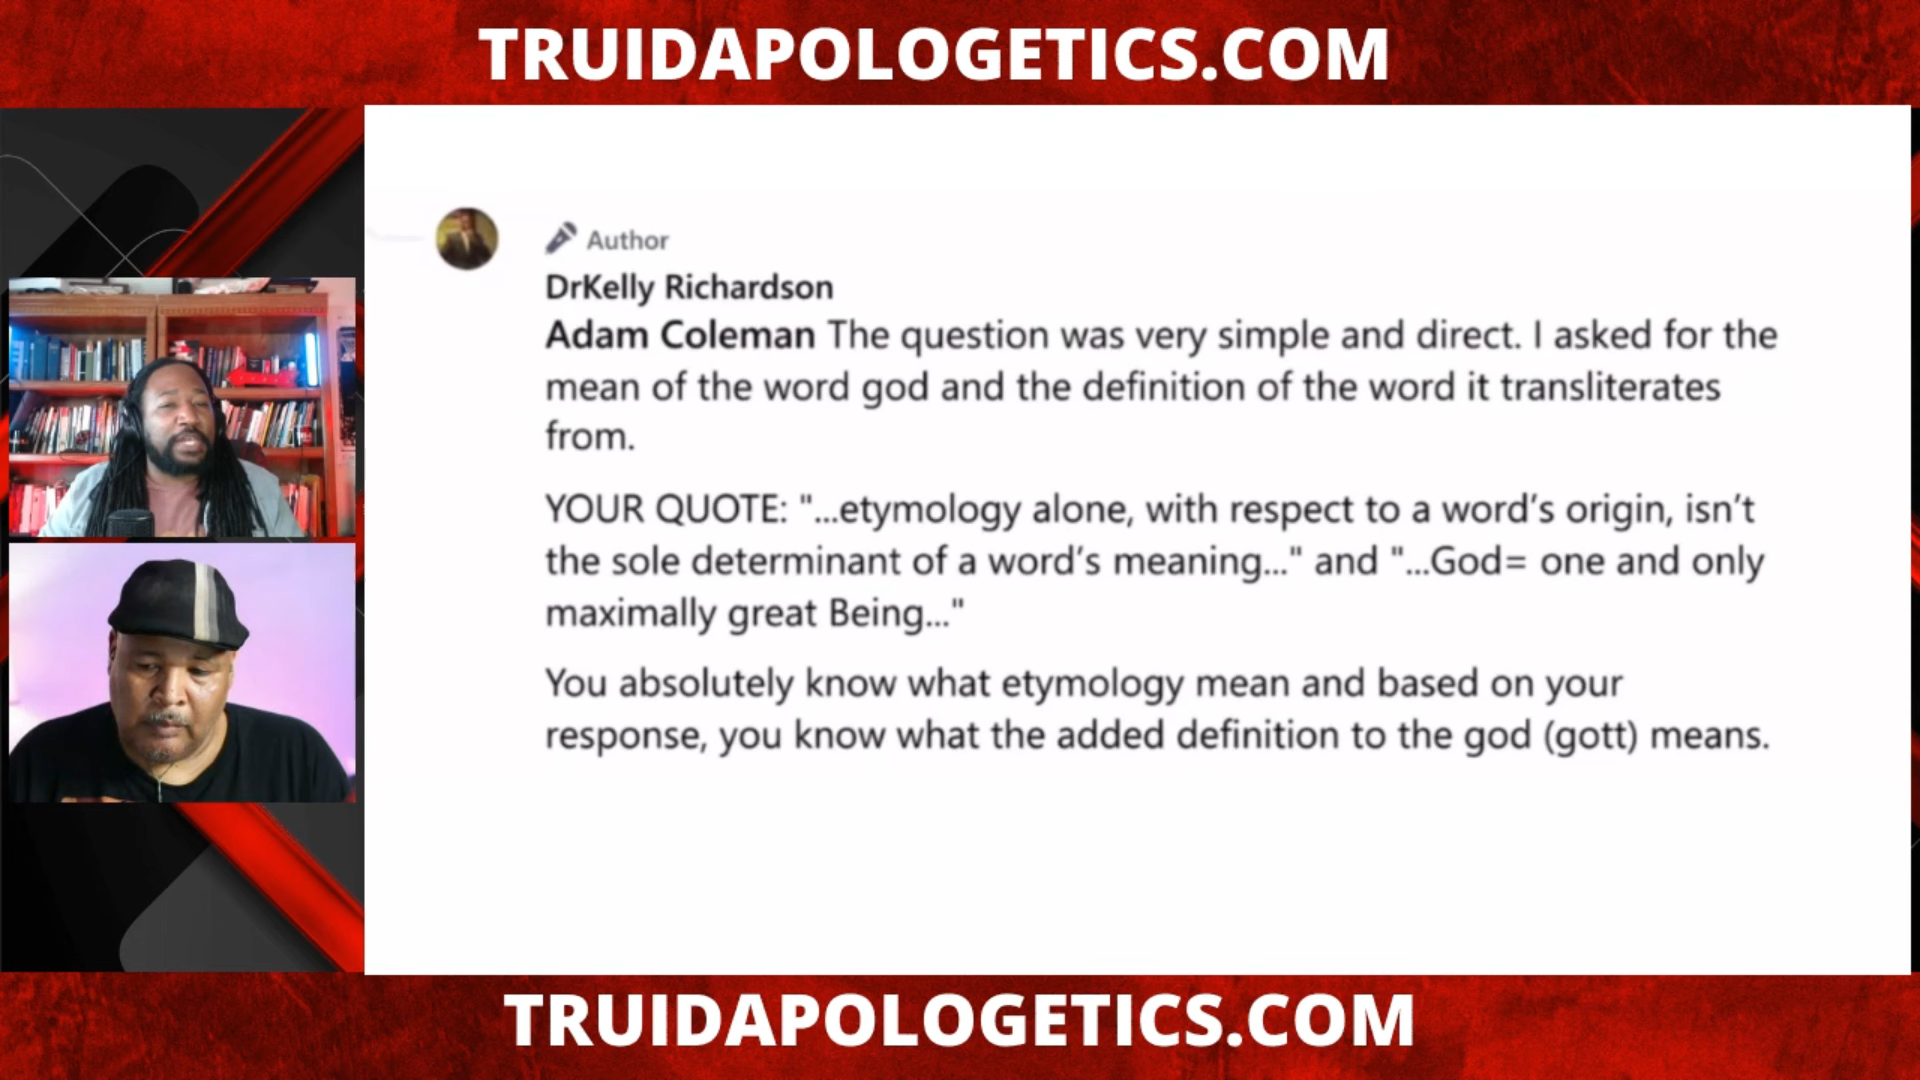 TRUIDAPOLOGETICS.COM
Author
DrKelly Richardson
Adam Coleman The question was very simple and direct. I asked for the
mean of the word god and the definition of the word it transliterates
from.
YOUR QUOTE: "...etymology alone, with respect to a word's origin, isn't
the sole determinant of a word's meaning..." and "...God= one and only
maximally great Being..."
You absolutely know what etymology mean and based on your
response, you know what the added definition to the god (gott) means.
TRUIDAPOLOGETICS.COM